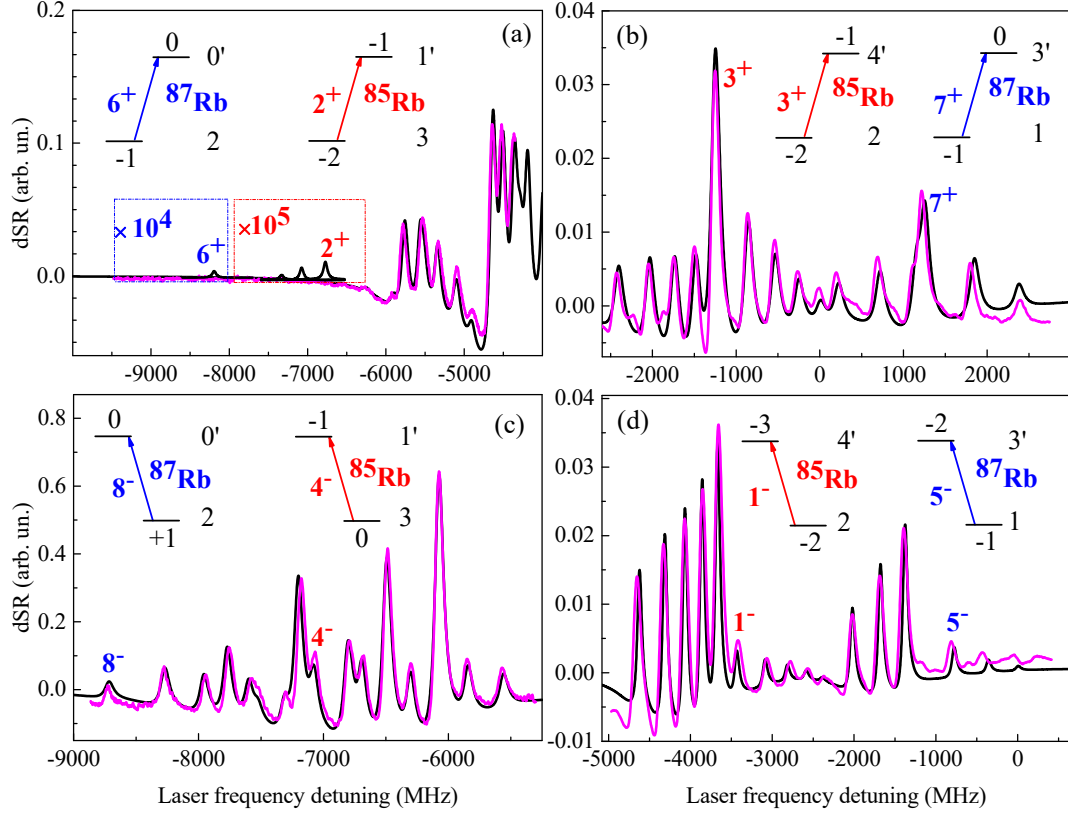 (a)
0 0'
6⁺ ⁸⁷Rb
-1 2
-1 1'
2⁺ ⁸⁵Rb
-2 3
×10⁴
6⁺
×10⁵
2⁺
dSR (arb. un.)
0.2
0.1
0.0
-9000 -8000 -7000 -6000 -5000
(b)
3⁺
-1 4'
3⁺ ⁸⁵Rb
-2 2
0 3'
7⁺ ⁸⁷Rb
-1 1
7⁺
0.04
0.03
0.02
0.01
0.00
-2000 -1000 0 1000 2000
(c)
0 0'
8⁻ ⁸⁷Rb
+1 2
-1 1'
4⁻ ⁸⁵Rb
0 3
8⁻
4⁻
dSR (arb. un.)
0.8
0.6
0.4
0.2
0.0
-9000 -8000 -7000 -6000
Laser frequency detuning (MHz)
(d)
-3 4'
1⁻ ⁸⁵Rb
-2 2
-2 3'
5⁻ ⁸⁷Rb
-1 1
1⁻
5⁻
0.04
0.03
0.02
0.01
0.00
-0.01
-5000 -4000 -3000 -2000 -1000 0
Laser frequency detuning (MHz)